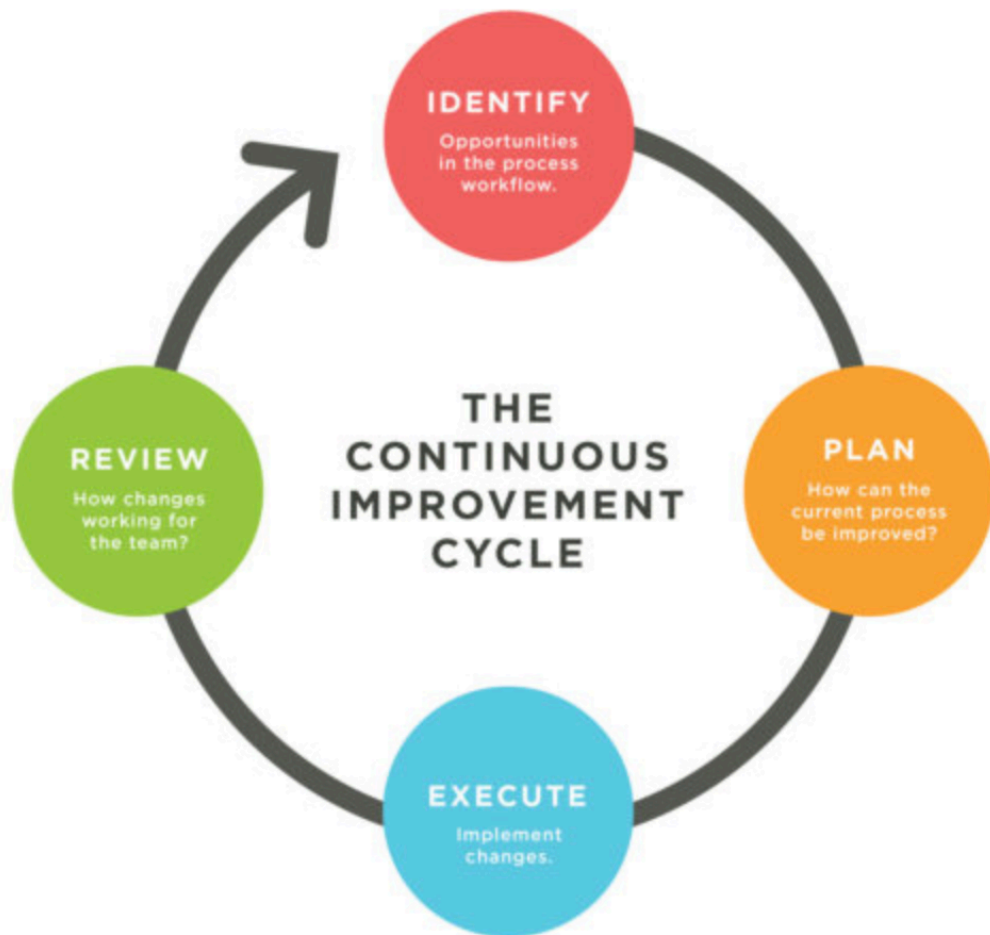 IDENTIFY
Opportunities
in the process
workflow.
PLAN
How can the
current process
be improved?
EXECUTE
Implement
changes.
REVIEW
How changes
working for
the team?
THE
CONTINUOUS
IMPROVEMENT
CYCLE